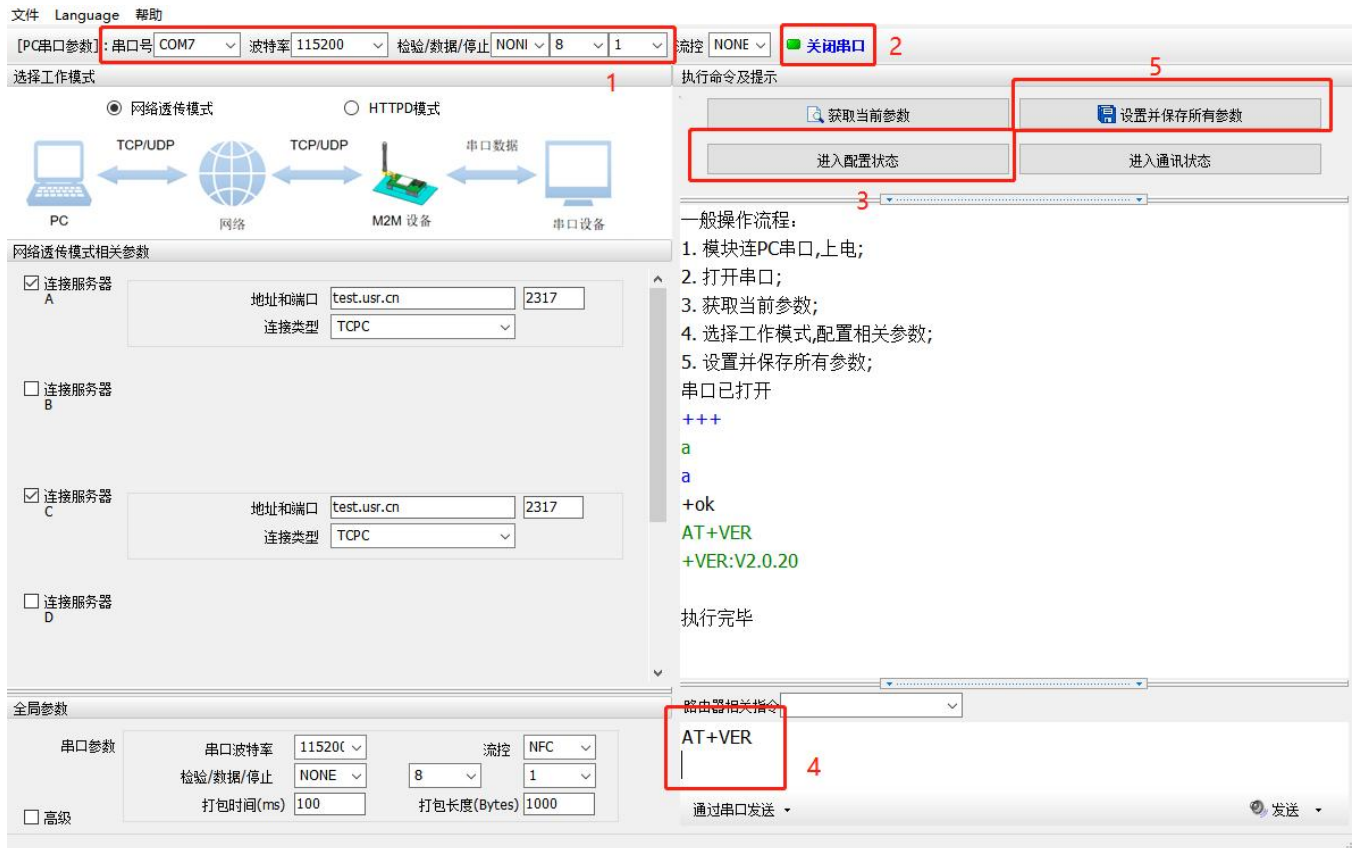 文件 Language 帮助
[PC串口参数]:串口号 COM7 波特率 115200 检验/数据/停止 NONI 8 1 流控 NONE 关闭串口 2
1
选择工作模式
网络透传模式 HTTPD模式
TCP/UDP TCP/UDP 串口数据
PC 网络 M2M 设备 串口设备
网络透传模式相关参数
连接服务器
A
地址和端口 test.usr.cn 2317
连接类型 TCPC
连接服务器
B
连接服务器
C
地址和端口 test.usr.cn 2317
连接类型 TCPC
连接服务器
D
全局参数
串口参数 串口波特率 11520( 流控 NFC
检验/数据/停止 NONE 8 1
打包时间(ms) 100 打包长度(Bytes) 1000
高级
执行命令及提示
5
获取当前参数 设置并保存所有参数
进入配置状态 进入通讯状态
3
一般操作流程:
1. 模块连PC串口,上电;
2. 打开串口;
3. 获取当前参数;
4. 选择工作模式,配置相关参数;
5. 设置并保存所有参数;
串口已打开
+++
a
a
+ok
AT+VER
+VER:V2.0.20
执行完毕
路由器相关指令
AT+VER
4
通过串口发送 发送